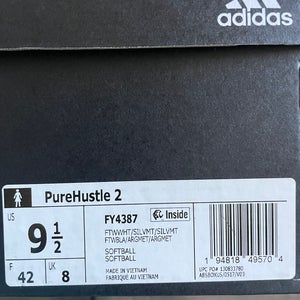 adidas
PureHustle 2
US
9 1/2
F
42
UK
8
FY4387
Inside
FTWWHT/SILVMT/SILVMT
FTWBLA/ARGMET/ARGMET
SOFTBALL
SOFTBALL
MADE IN VIETNAM
FABRIQUE AU VIETNAM
1 94818 49570 4